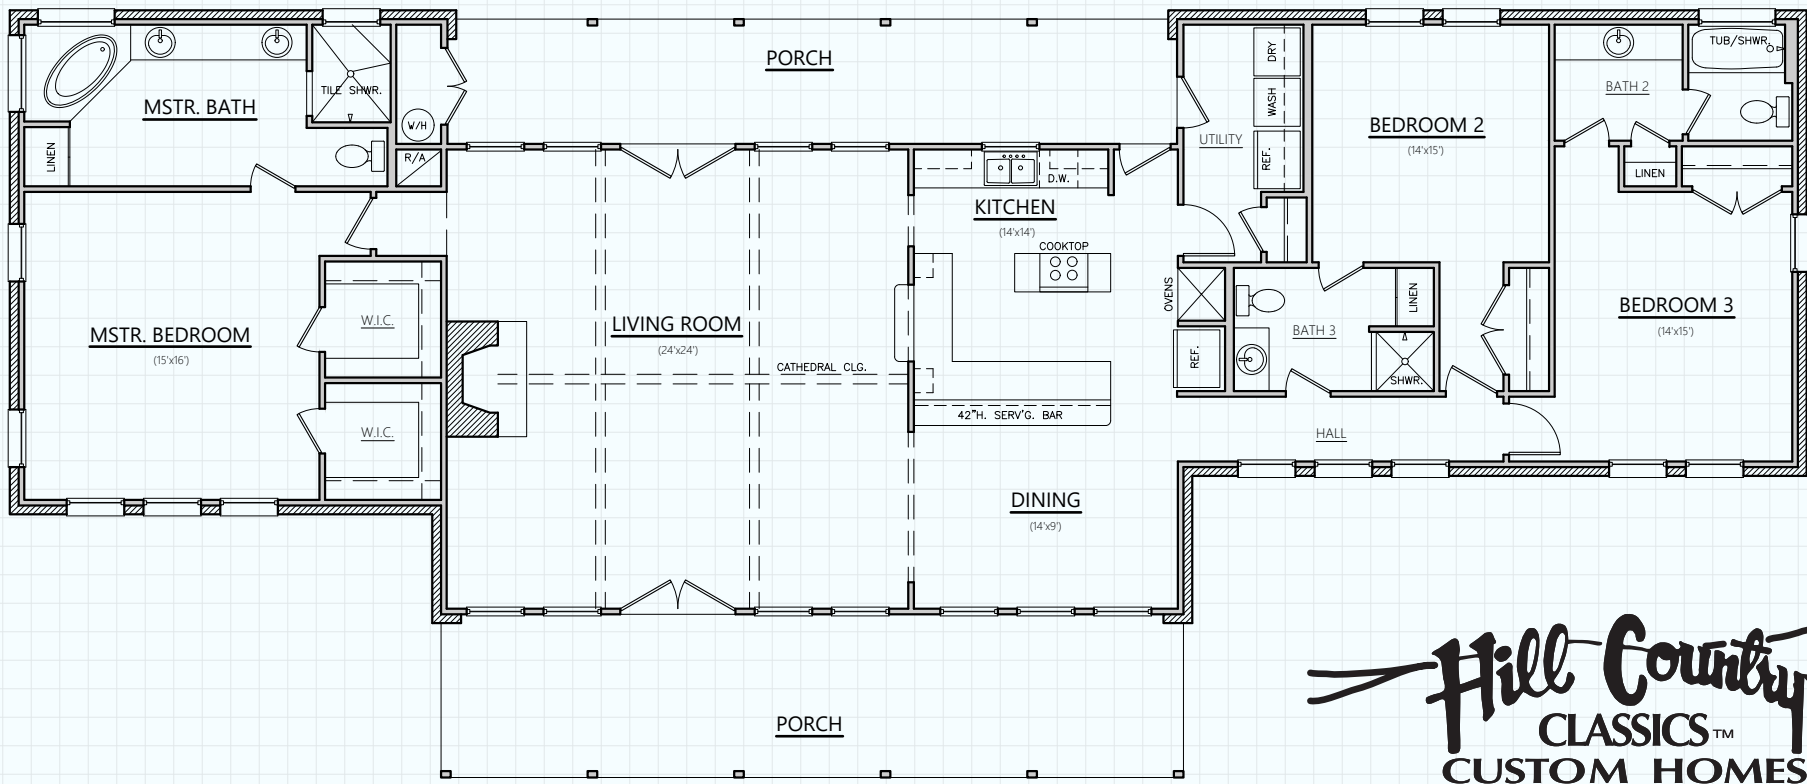 PORCH
DRY
TUB/SHWR.
TILE SHWR.
MSTR. BATH
WASH
BATH 2
W/H
BEDROOM 2
(14'x15')
UTILITY
LINEN
R/A
REF.
D.W.
LINEN
KITCHEN
(14'x14')
COOKTOP
OVENS
LINEN
BEDROOM 3
(14'x15')
W.I.C.
LIVING ROOM
(24'x24')
MSTR. BEDROOM
(15'x16')
BATH 3
REF.
CATHEDRAL CLG.
SHWR.
42"H. SERV'G. BAR
W.I.C.
HALL
DINING
(14'x9')
PORCH
Hill Country
CLASSICS™
CUSTOM HOMES